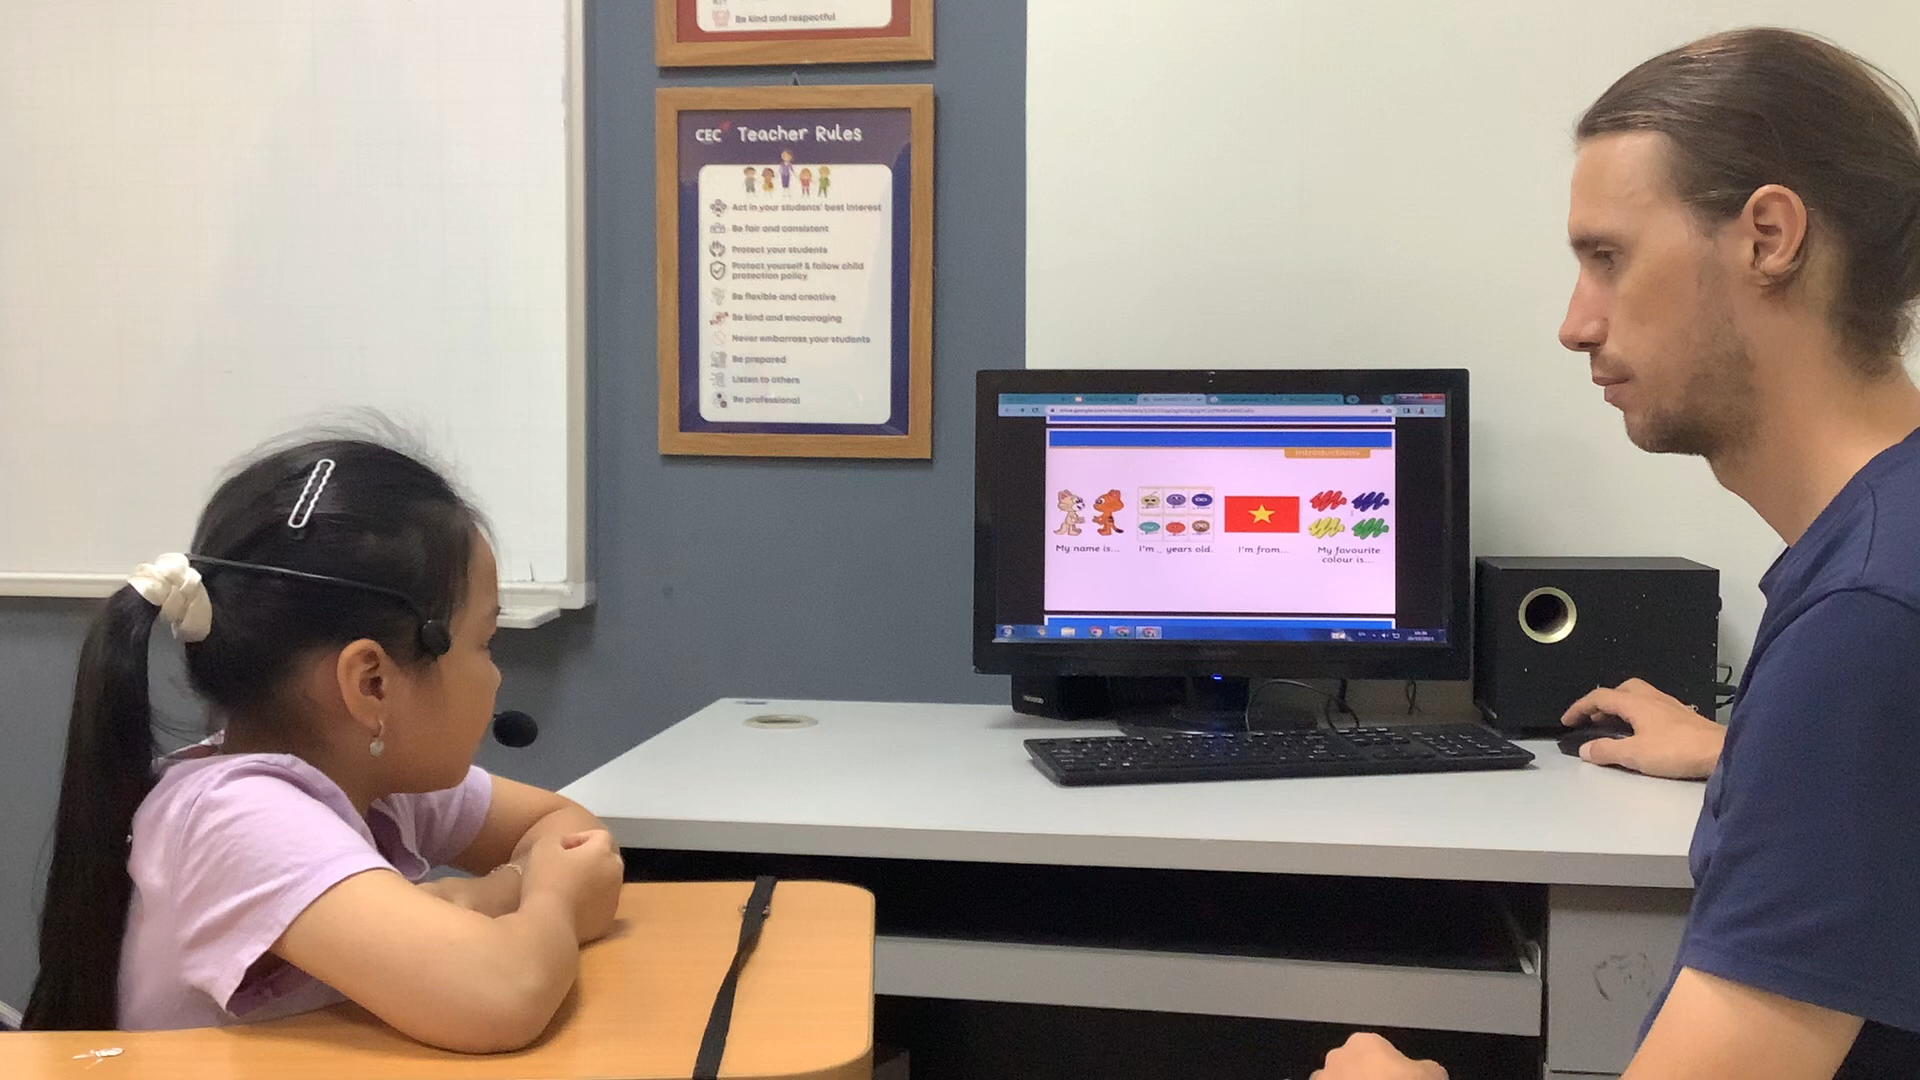 Be kind and respectful
CEC Teacher Rules
Act in your students' best interest
Be fair and consistent
Protect your students
Protect yourself & follow child
protection policy
Be flexible and creative
Be kind and encouraging
Never embarrass your students
Be prepared
Listen to others
Be professional
Introductions
My name is...
I'm _ years old.
I'm from...
My favourite
colour is...